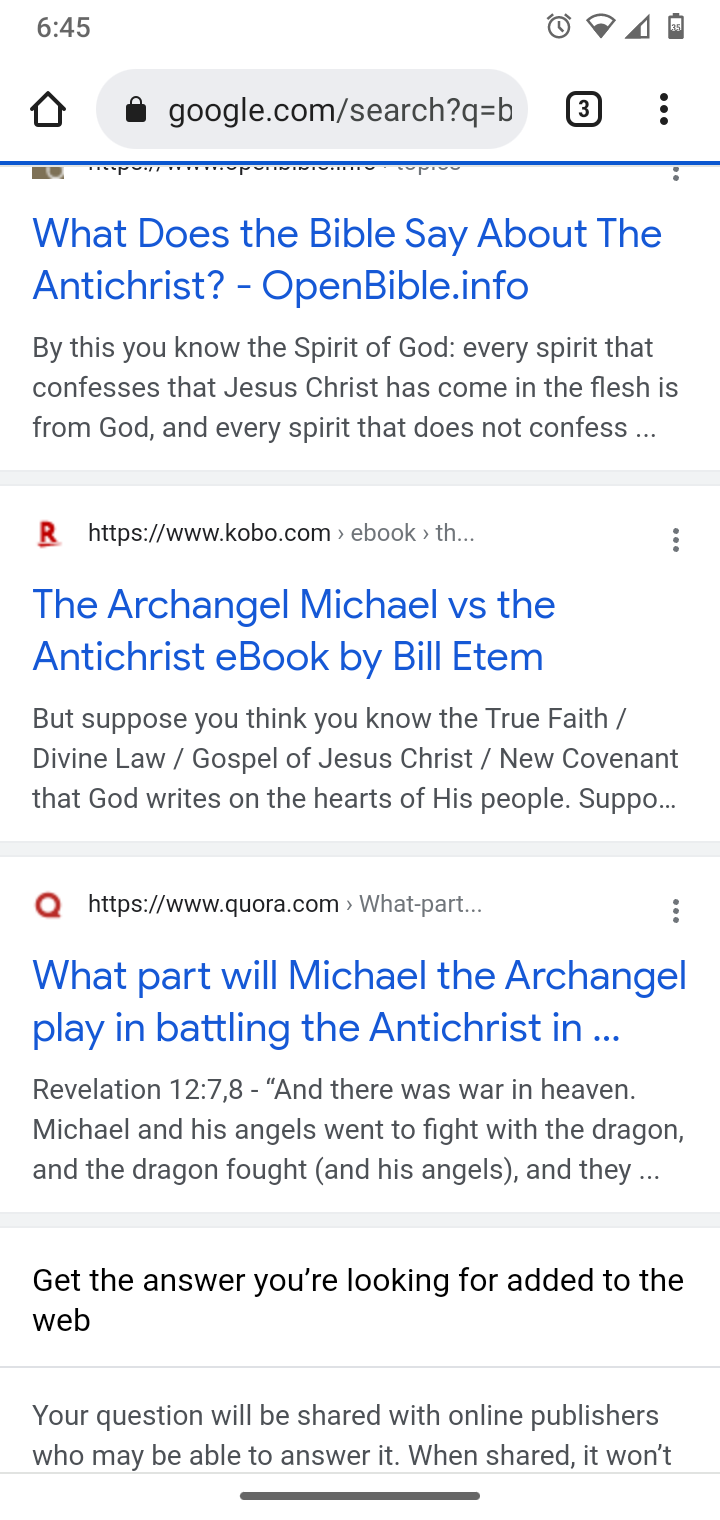 6:45
35
google.com/search?q=b
3
https://www.openbible.info › topics
What Does the Bible Say About The
Antichrist? - OpenBible.info
By this you know the Spirit of God: every spirit that
confesses that Jesus Christ has come in the flesh is
from God, and every spirit that does not confess ...
https://www.kobo.com › ebook › th...
The Archangel Michael vs the
Antichrist eBook by Bill Etem
But suppose you think you know the True Faith /
Divine Law / Gospel of Jesus Christ / New Covenant
that God writes on the hearts of His people. Suppo...
https://www.quora.com › What-part...
What part will Michael the Archangel
play in battling the Antichrist in ...
Revelation 12:7,8 - “And there was war in heaven.
Michael and his angels went to fight with the dragon,
and the dragon fought (and his angels), and they ...
Get the answer you’re looking for added to the
web
Your question will be shared with online publishers
who may be able to answer it. When shared, it won’t